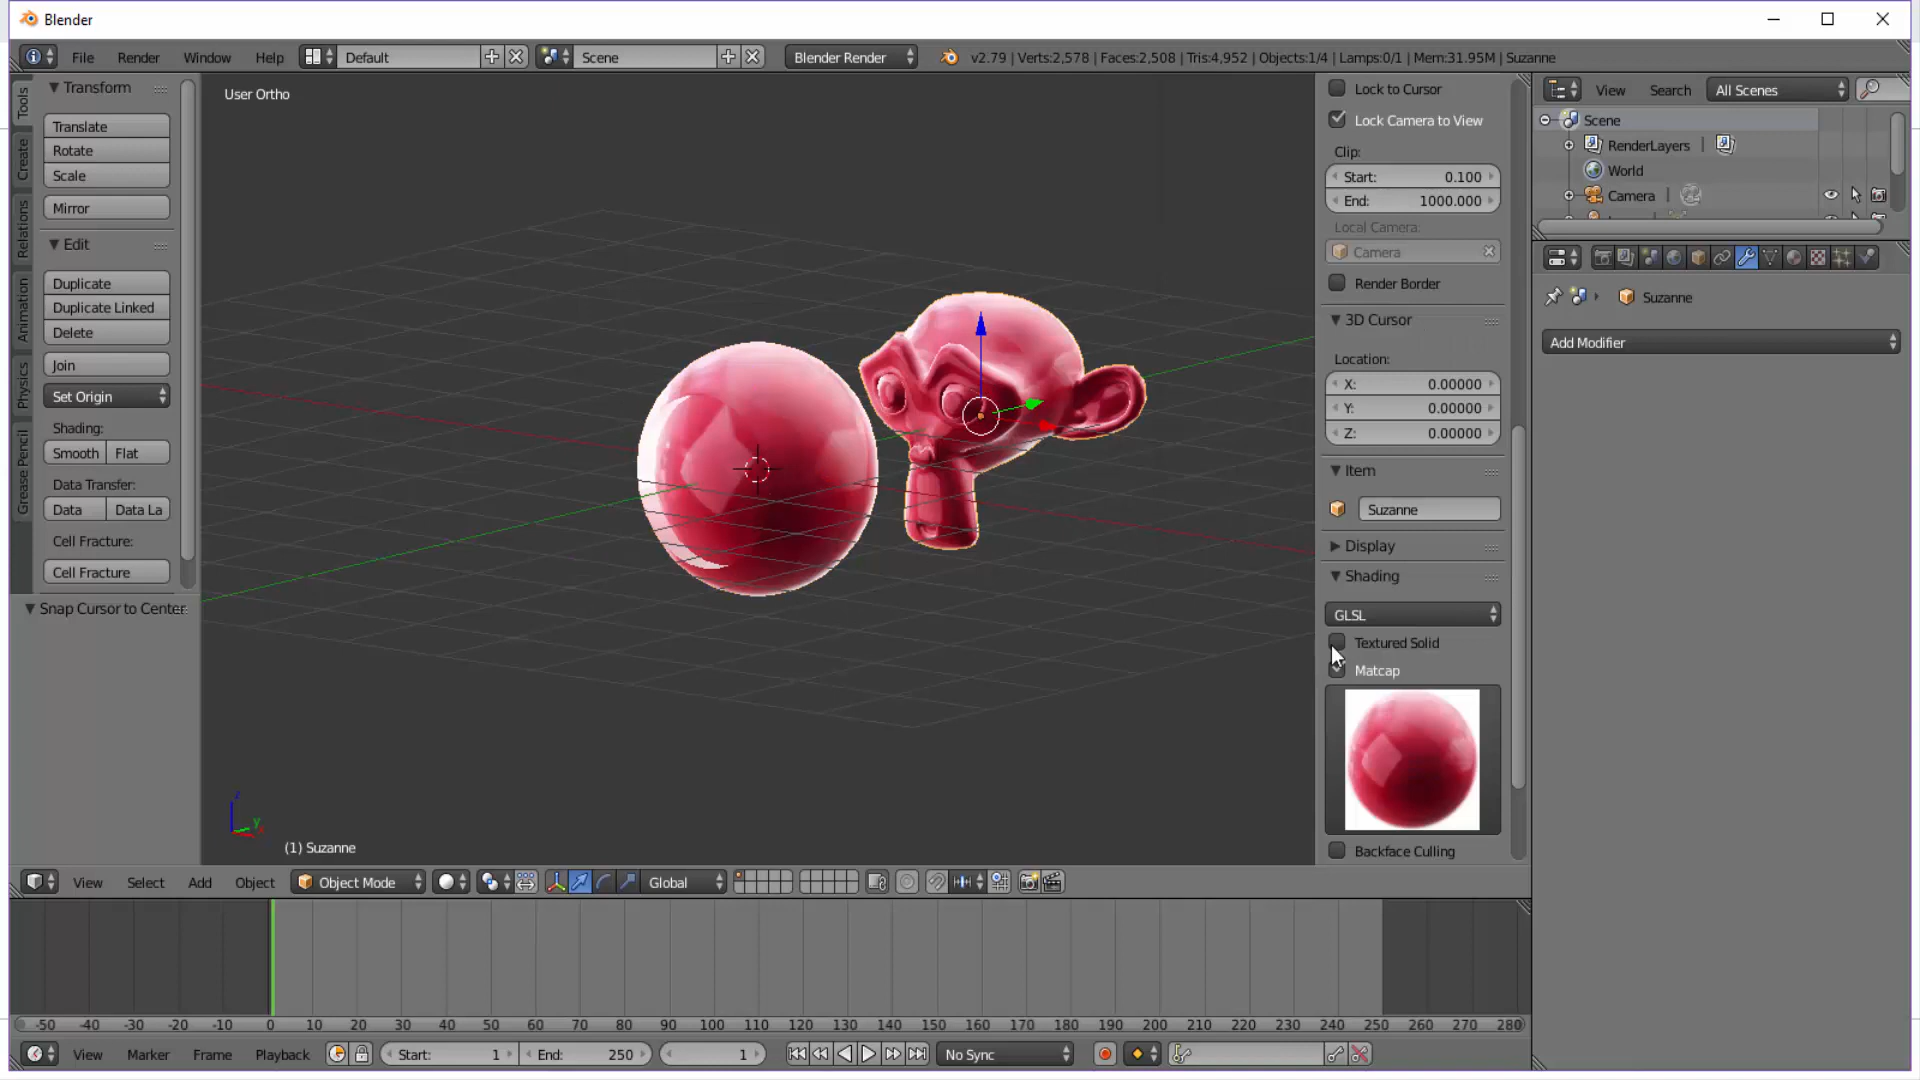 Blender
File Render Window Help Default Scene Blender Render v2.79 | Verts:2,578 | Faces:2,508 | Tris:4,952 | Objects:1/4 | Lamps:0/1 | Mem:31.95M | Suzanne
Tools
Create
Relations
Animation
Physics
Grease Pencil
Transform
Translate
Rotate
Scale
Mirror
Edit
Duplicate
Duplicate Linked
Delete
Join
Set Origin
Shading:
Smooth Flat
Data Transfer:
Data Data La
Cell Fracture:
Cell Fracture
Snap Cursor to Center
User Ortho
z
y
(1) Suzanne
Lock to Cursor
Lock Camera to View
Clip:
Start: 0.100
End: 1000.000
Local Camera:
Camera
Render Border
3D Cursor
Location:
X: 0.00000
Y: 0.00000
Z: 0.00000
Item
Suzanne
Display
Shading
GLSL
Textured Solid
Matcap
Backface Culling
View Search All Scenes
Scene
RenderLayers |
World
Camera |
Suzanne
Add Modifier
View Select Add Object Object Mode Global
-50 -40 -30 -20 -10 0 10 20 30 40 50 60 70 80 90 100 110 120 130 140 150 160 170 180 190 200 210 220 230 240 250 260 270 280
View Marker Frame Playback Start: 1 End: 250 1 No Sync